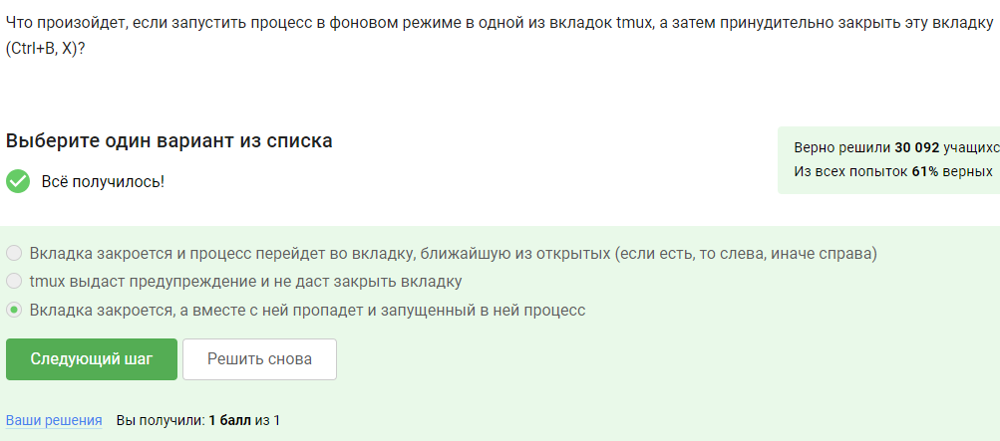 Что произойдет, если запустить процесс в фоновом режиме в одной из вкладок tmux, а затем принудительно закрыть эту вкладку
(Ctrl+B, X)?
Выберите один вариант из списка
Всё получилось!
Верно решили 30 092 учащихс
Из всех попыток 61% верных
Вкладка закроется и процесс перейдет во вкладку, ближайшую из открытых (если есть, то слева, иначе справа)
tmux выдаст предупреждение и не даст закрыть вкладку
Вкладка закроется, а вместе с ней пропадет и запущенный в ней процесс
Следующий шаг
Решить снова
Ваши решения Вы получили: 1 балл из 1